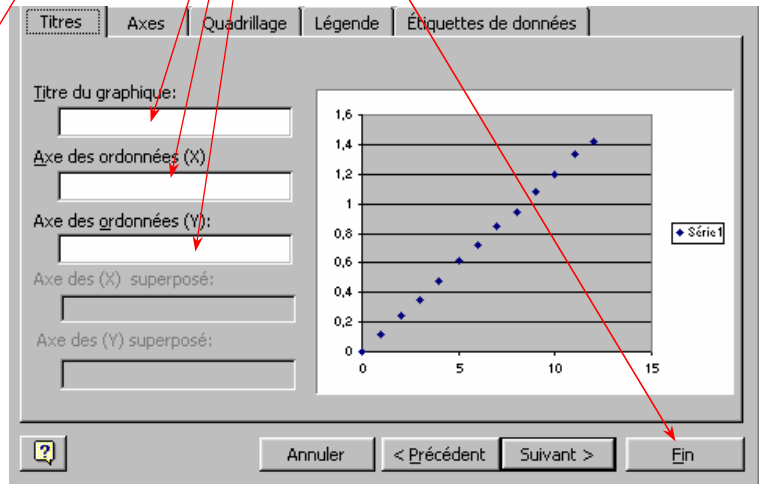 Titres Axes Quadrillage Légende Étiquettes de données
Titre du graphique:
Axe des ordonnées (X)
Axe des ordonnées (Y):
Axe des (X) superposé:
Axe des (Y) superposé:
1,6
1,4
1,2
1
0,8
0,6
0,4
0,2
0
0 5 10 15
Série1
Annuler < Précédent Suivant > Fin